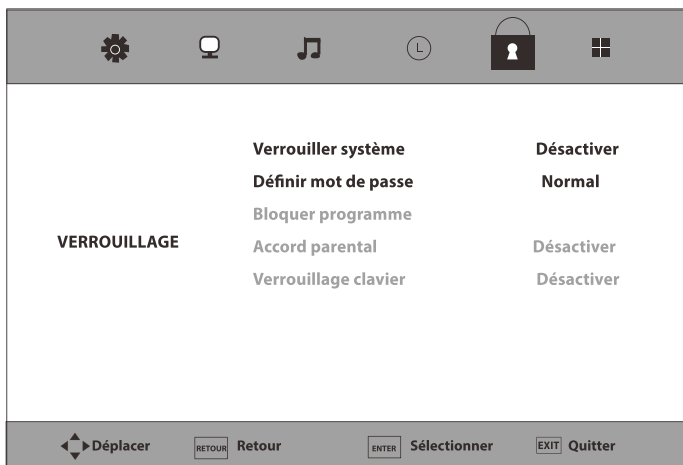 Verrouiller système Désactiver
Définir mot de passe Normal
Bloquer programme
VERROUILLAGE
Accord parental Désactiver
Verrouillage clavier Désactiver
Déplacer RETOUR Retour ENTER Sélectionner EXIT Quitter